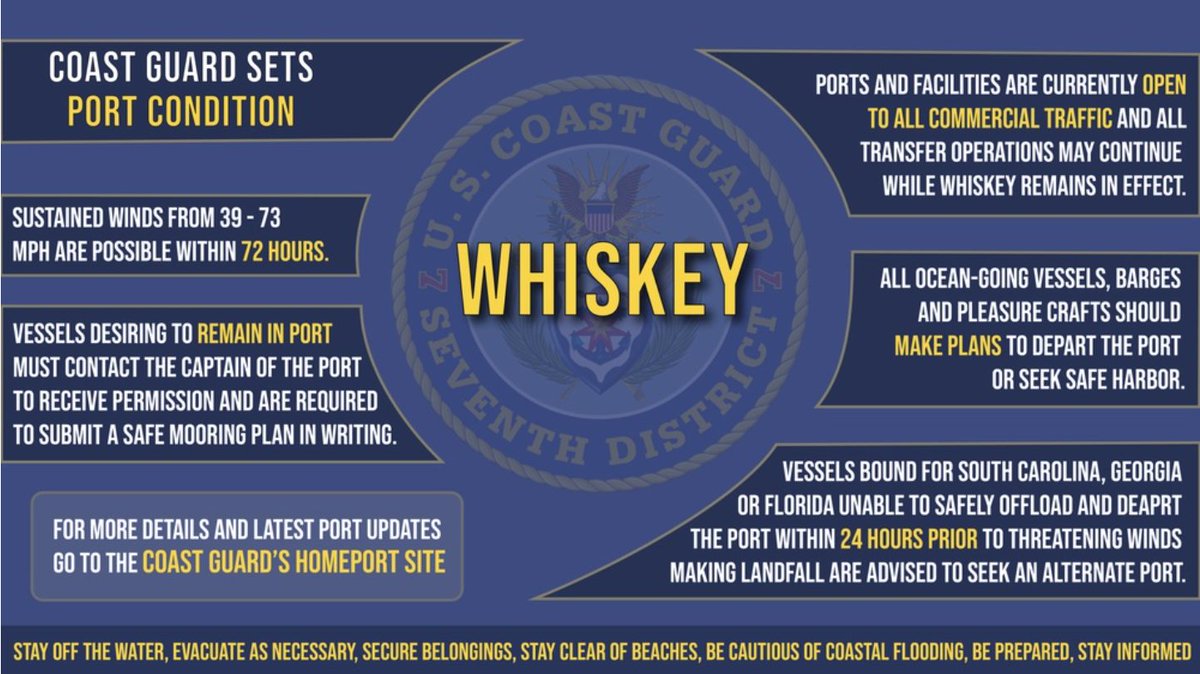 COAST GUARD SETS
PORT CONDITION
SUSTAINED WINDS FROM 39 - 73
MPH ARE POSSIBLE WITHIN 72 HOURS.
VESSELS DESIRING TO REMAIN IN PORT
MUST CONTACT THE CAPTAIN OF THE PORT
TO RECEIVE PERMISSION AND ARE REQUIRED
TO SUBMIT A SAFE MOORING PLAN IN WRITING.
FOR MORE DETAILS AND LATEST PORT UPDATES
GO TO THE COAST GUARD'S HOMEPORT SITE
U. S. COAST GUARD
WHISKEY
SEVENTH DISTRICT
PORTS AND FACILITIES ARE CURRENTLY OPEN
TO ALL COMMERCIAL TRAFFIC AND ALL
TRANSFER OPERATIONS MAY CONTINUE
WHILE WHISKEY REMAINS IN EFFECT.
ALL OCEAN-GOING VESSELS, BARGES
AND PLEASURE CRAFTS SHOULD
MAKE PLANS TO DEPART THE PORT
OR SEEK SAFE HARBOR.
VESSELS BOUND FOR SOUTH CAROLINA, GEORGIA
OR FLORIDA UNABLE TO SAFELY OFFLOAD AND DEAPRT
THE PORT WITHIN 24 HOURS PRIOR TO THREATENING WINDS
MAKING LANDFALL ARE ADVISED TO SEEK AN ALTERNATE PORT.
STAY OFF THE WATER, EVACUATE AS NECESSARY, SECURE BELONGINGS, STAY CLEAR OF BEACHES, BE CAUTIOUS OF COASTAL FLOODING, BE PREPARED, STAY INFORMED